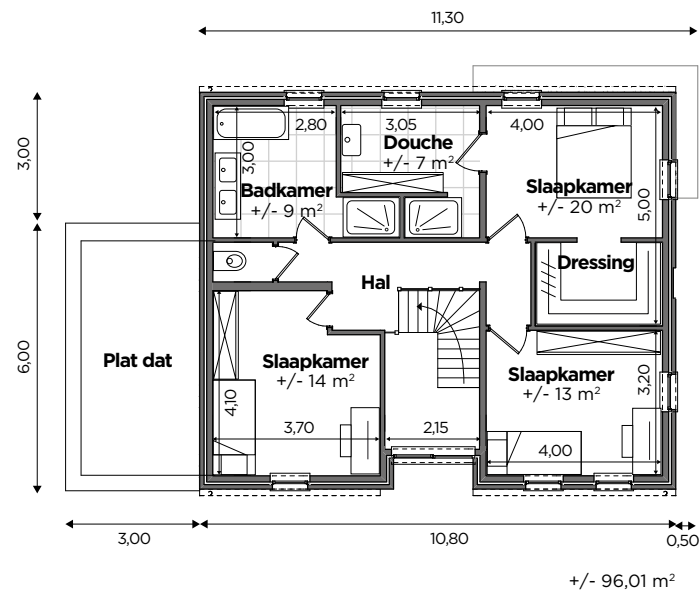 11,30
3,00
2,80
3,05
4,00
3,00
Douche
+/- 7 m²
Badkamer
+/- 9 m²
Slaapkamer
+/- 20 m²
5,00
Dressing
Hal
6,00
Plat dat
Slaapkamer
+/- 14 m²
Slaapkamer
+/- 13 m²
3,20
4,10
3,70
2,15
4,00
3,00
10,80
0,50
+/- 96,01 m²